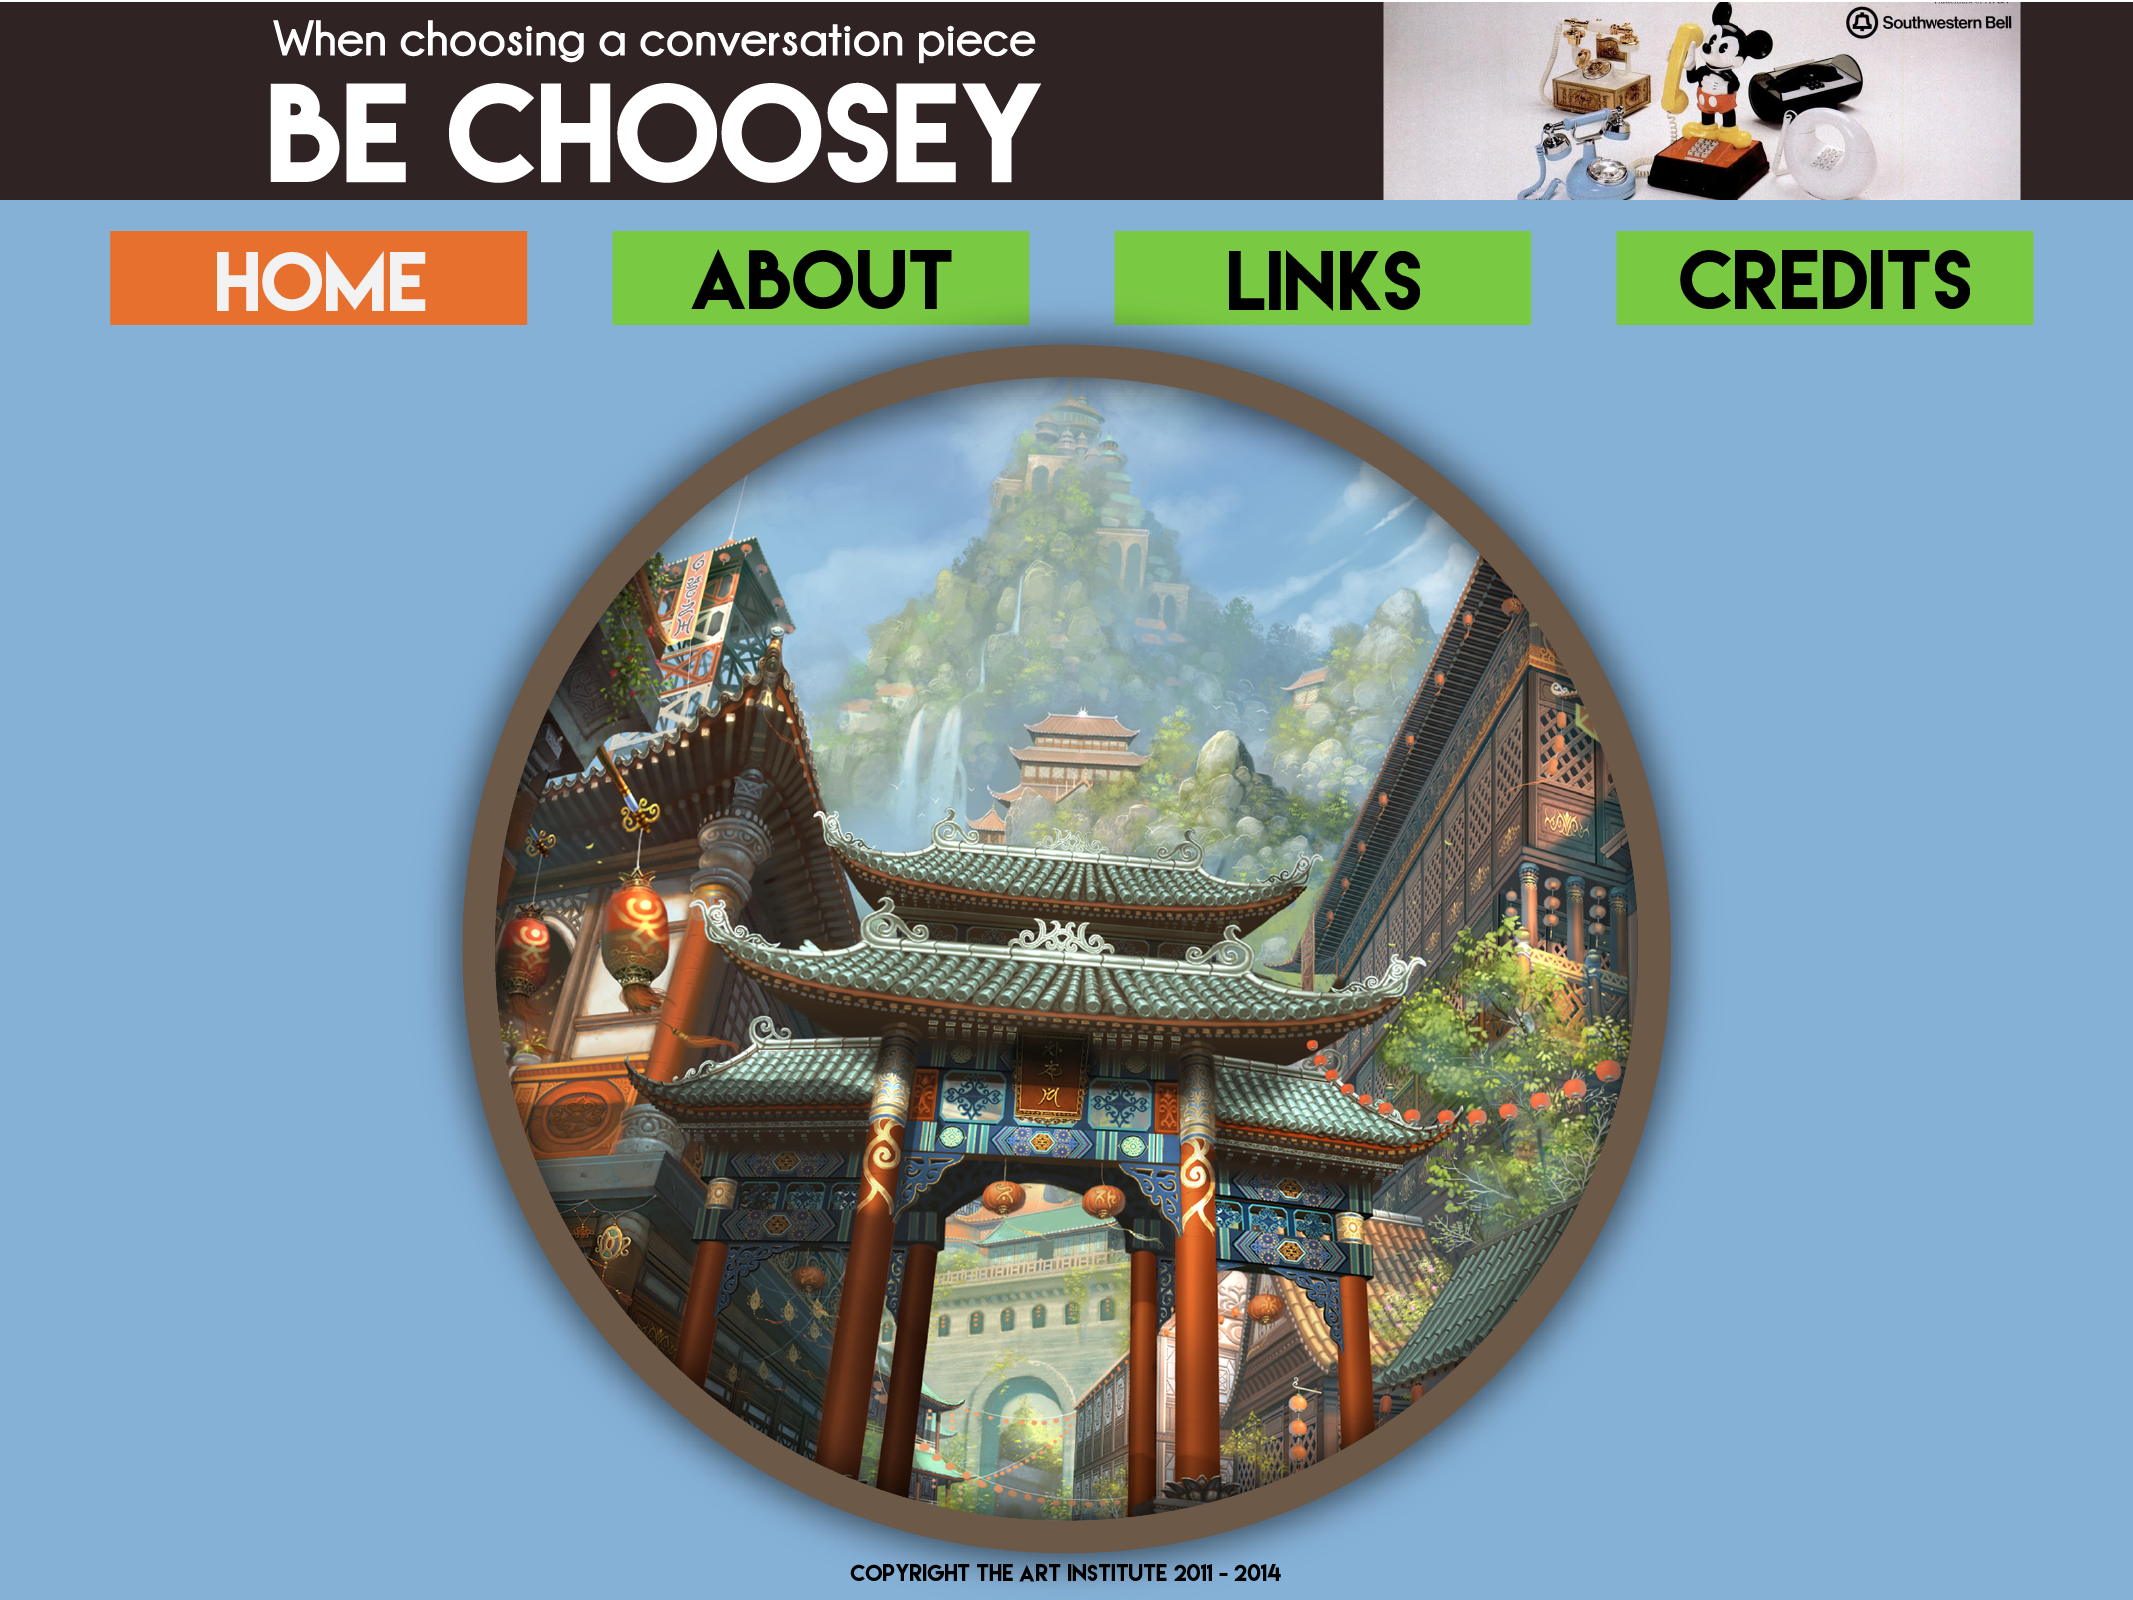 When choosing a conversation piece
BE CHOOSEY
Southwestern Bell
HOME
ABOUT
LINKS
CREDITS
COPYRIGHT THE ART INSTITUTE 2011 - 2014